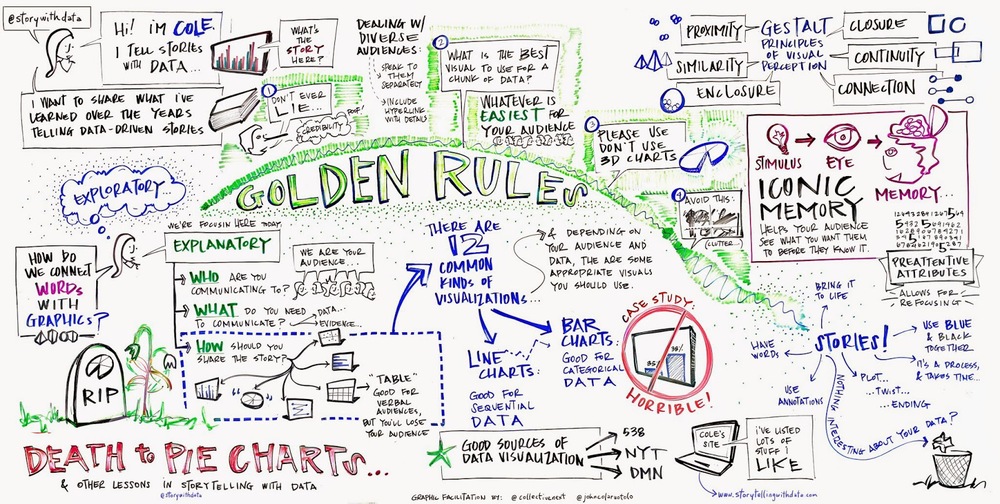 @storywithdata
Hi! I'm COLE.
I TELL STORIES
WITH DATA...
WHAT'S
THE
STORY
HERE?
I WANT TO SHARE WHAT I'VE
LEARNED OVER THE YEARS
TELLING DATA-DRIVEN STORIES
DEALING W/
DIVERSE
AUDIENCES:
SPEAK TO
THEM
SEPARATELY
INCLUDE
HYPERLINK
WITH DETAILS
1
DON'T EVER
LIE...
CREDIBILITY
POOF!
2
WHAT IS THE BEST
VISUAL TO USE FOR A
CHUNK OF DATA?
WHATEVER IS
EASIEST FOR
YOUR AUDIENCE
3
PLEASE USE
DON'T USE
3D CHARTS
4
AVOID THIS:
CLUTTER...
GOLDEN RULES
PROXIMITY
SIMILARITY
ENCLOSURE
GESTALT
PRINCIPLES
OF VISUAL
PERCEPTION
CLOSURE
CONTINUITY
CONNECTION
STIMULUS
EYE
MEMORY
ICONIC
MEMORY
HELPS YOUR AUDIENCE
SEE WHAT YOU WANT THEM
TO BEFORE THEY KNOW IT.
PREATTENTIVE
ATTRIBUTES
ALLOWS FOR
REFOCUSING
EXPLORATORY
WE'RE FOCUSIN HERE TODAY
EXPLANATORY
HOW DO
WE CONNECT
WORDS
WITH
GRAPHICS?
WHO ARE YOU
COMMUNICATING TO?
WE ARE YOUR
AUDIENCE...
WHAT DO YOU NEED
TO COMMUNICATE?
DATA...
EVIDENCE...
HOW SHOULD YOU
SHARE THE STORY?
"TABLE"
GOOD FOR
VERBAL
AUDIENCES,
BUT YOU'LL LOSE
YOUR AUDIENCE
THERE ARE
12
COMMON
KINDS OF
VISUALIZATIONS...
& DEPENDING ON
YOUR AUDIENCE AND
DATA, THE ARE SOME
APPROPRIATE VISUALS
YOU SHOULD USE.
LINE
CHARTS:
GOOD FOR
SEQUENTIAL
DATA
BAR
CHARTS:
GOOD FOR
CATEGORICAL
DATA
CASE STUDY
HORRIBLE!
BRING IT
TO LIFE
HAVE
WORDS
STORIES!
USE
ANNOTATIONS
USE BLUE
& BLACK
TOGETHER
IT'S A PROCESS,
& TAKES TIME...
PLOT...
...TWIST...
...ENDING
NOTHING INTERESTING ABOUT YOUR DATA?
RIP
DEATH to PIE CHARTS...
& OTHER LESSONS IN STORYTELLING WITH DATA
@storywithdata
GOOD SOURCES OF
DATA VISUALIZATION
538
NYT
DMN
COLE'S
SITE
I'VE LISTED
LOTS OF
STUFF I
LIKE
www.storytellingwithdata.com
GRAPHIC FACILITATION BY: @collectivenext @johncolaruotolo